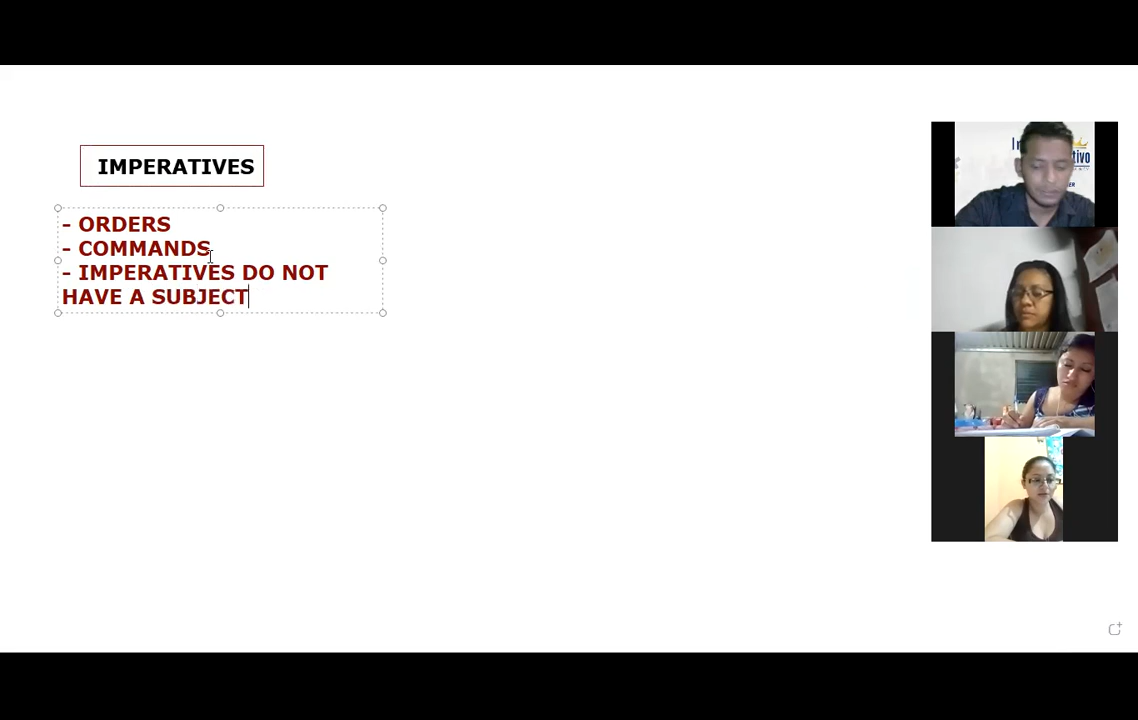 IMPERATIVES
- ORDERS
- COMMANDS
- IMPERATIVES DO NOT
HAVE A SUBJECT